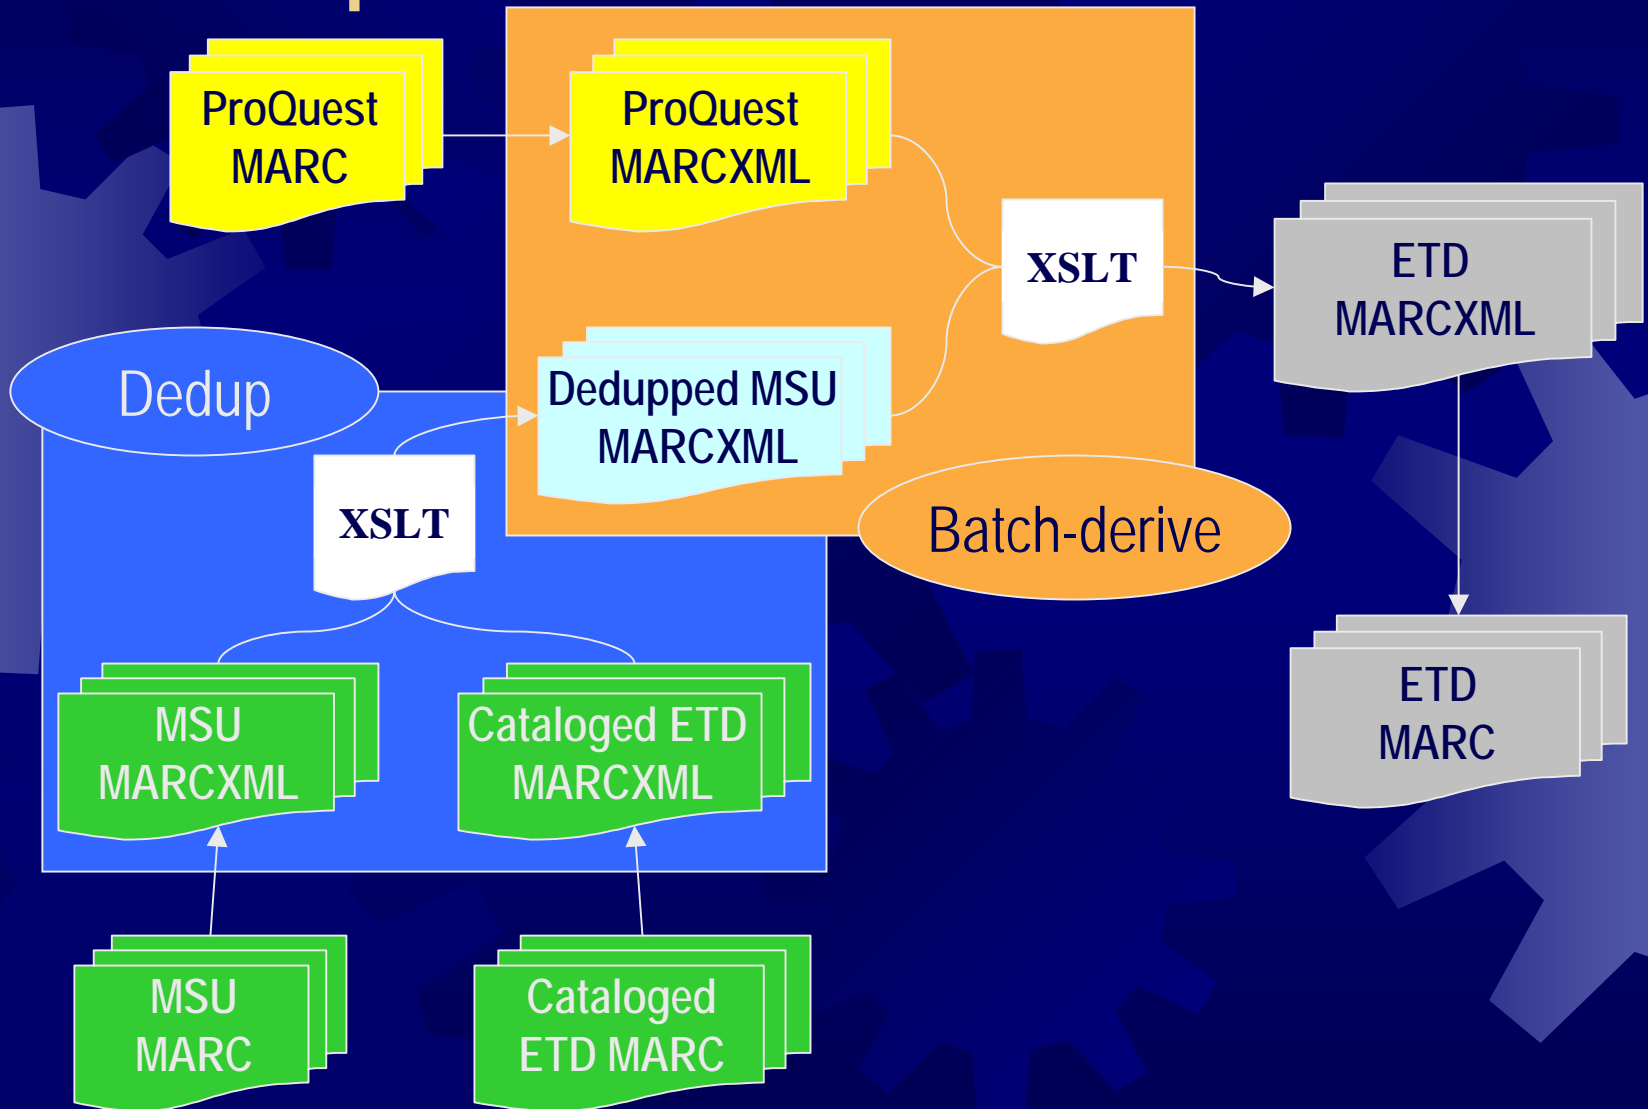 ProQuest
MARC
ProQuest
MARCXML
XSLT
ETD
MARCXML
Dedup
Dedupped MSU
MARCXML
XSLT
Batch-derive
MSU
MARCXML
Cataloged ETD
MARCXML
ETD
MARC
MSU
MARC
Cataloged
ETD MARC